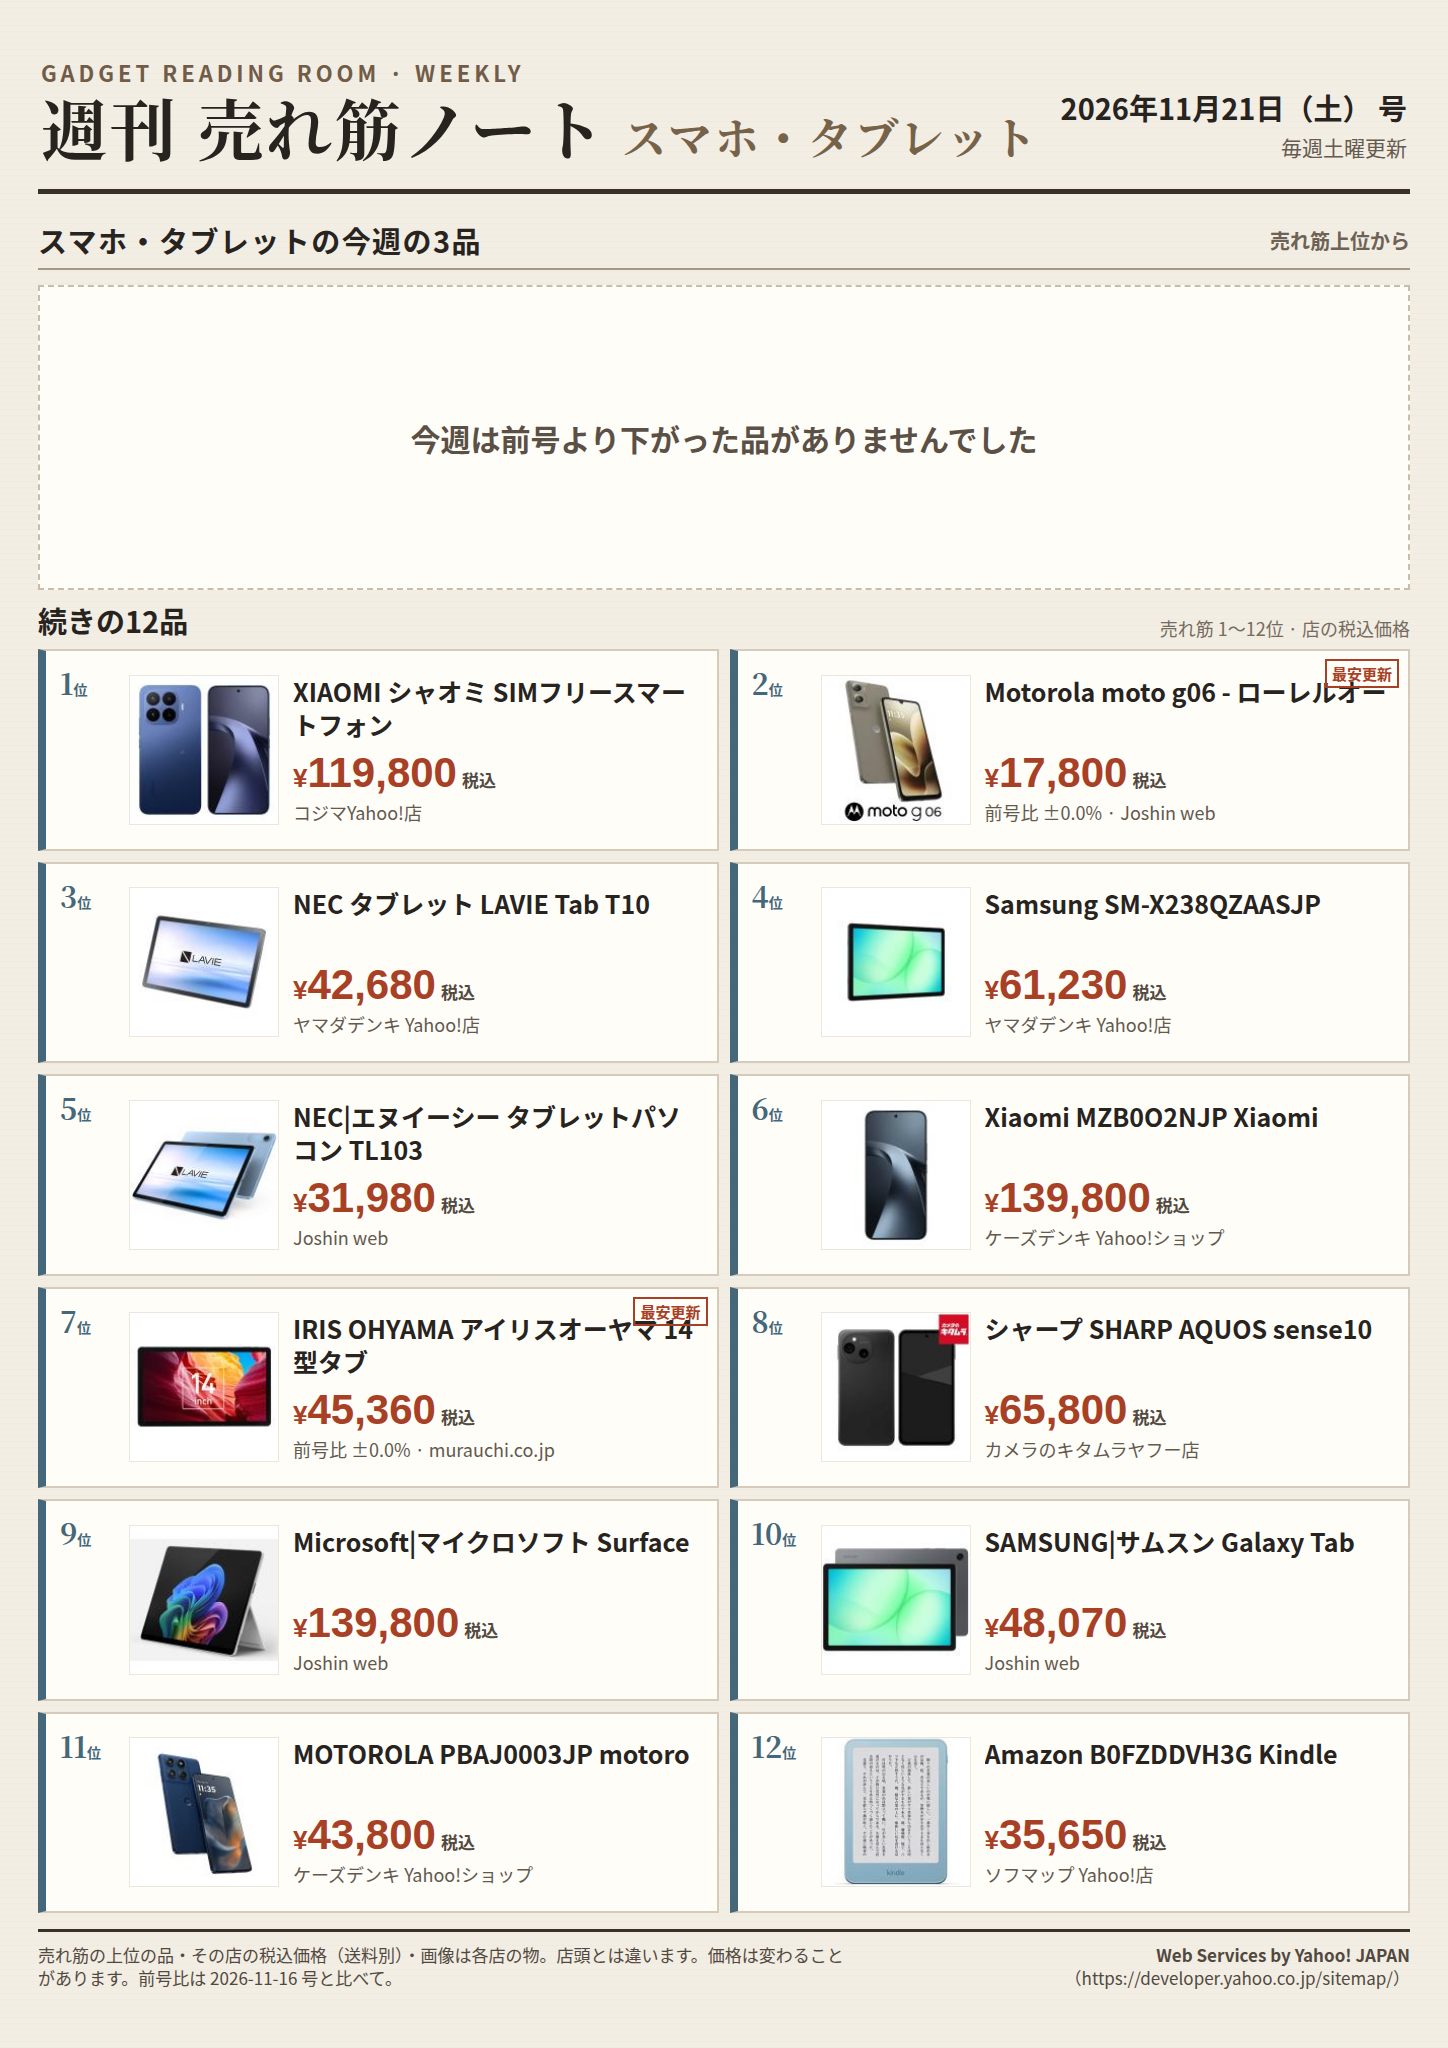 GADGET READING ROOM · WEEKLY
週刊 売れ筋ノート スマホ・タブレット
2026年11月21日（土） 号
毎週土曜更新
スマホ・タブレットの今週の3品
売れ筋上位から
今週は前号より下がった品がありませんでした
続きの12品
売れ筋 1〜12位 · 店の税込価格
1位
XIAOMI シャオミ SIMフリースマー
トフォン
¥119,800 税込
コジマYahoo!店
2位
最安更新
Motorola moto g06 - ローレルオー
11:35
moto g 06
¥17,800 税込
前号比 ±0.0% · Joshin web
3位
LAVIE
NEC タブレット LAVIE Tab T10
¥42,680 税込
ヤマダデンキ Yahoo!店
4位
Samsung SM-X238QZAASJP
¥61,230 税込
ヤマダデンキ Yahoo!店
5位
LAVIE
NEC|エヌイーシー タブレットパソ
コン TL103
¥31,980 税込
Joshin web
6位
Xiaomi MZB0O2NJP Xiaomi
¥139,800 税込
ケーズデンキ Yahoo!ショップ
7位
最安更新
14
inch
IRIS OHYAMA アイリスオーヤマ 14
型タブ
¥45,360 税込
前号比 ±0.0% · murauchi.co.jp
8位
カメラの
キタムラ
シャープ SHARP AQUOS sense10
¥65,800 税込
カメラのキタムラヤフー店
9位
Microsoft|マイクロソフト Surface
¥139,800 税込
Joshin web
10位
SAMSUNG|サムスン Galaxy Tab
¥48,070 税込
Joshin web
11位
11:35
MOTOROLA PBAJ0003JP motoro
¥43,800 税込
ケーズデンキ Yahoo!ショップ
12位
kindle
Amazon B0FZDDVH3G Kindle
¥35,650 税込
ソフマップ Yahoo!店
売れ筋の上位の品・その店の税込価格（送料別）・画像は各店の物。店頭とは違います。価格は変わること
があります。前号比は 2026-11-16 号と比べて。
Web Services by Yahoo! JAPAN
（https://developer.yahoo.co.jp/sitemap/）